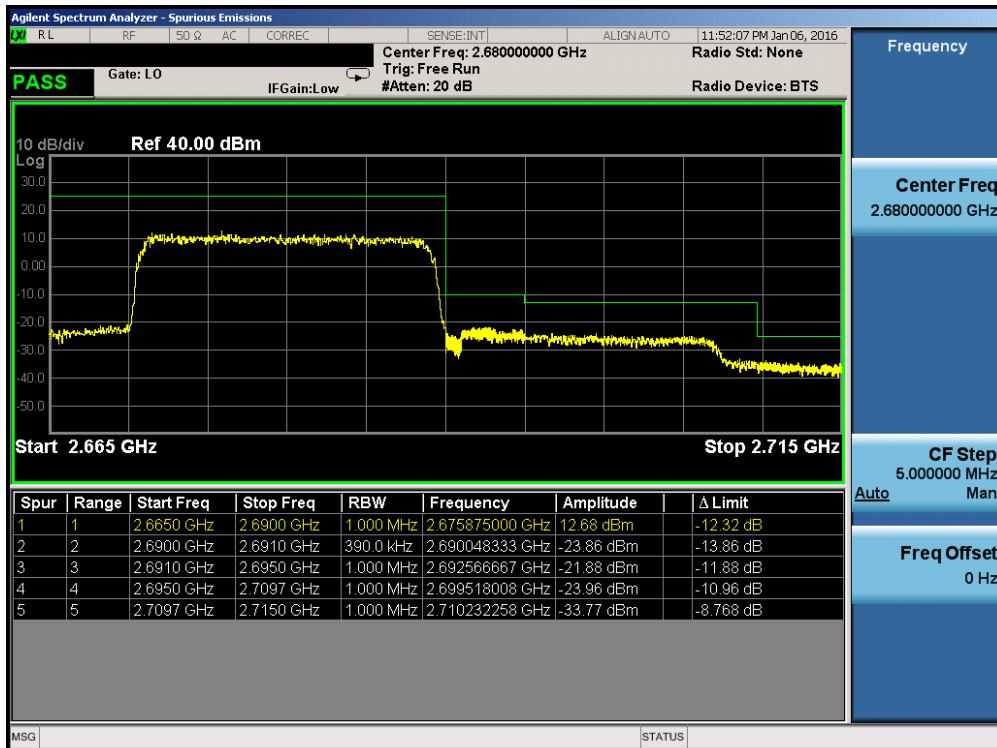 Agilent Spectrum Analyzer - Spurious Emissions
LXI RL RF 50 Ω AC CORREC SENSE:INT ALIGN AUTO 11:52:07 PM Jan 06, 2016
Frequency
Center Freq: 2.680000000 GHz Radio Std: None
PASS Gate: LO Trig: Free Run
IFGain:Low #Atten: 20 dB Radio Device: BTS
10 dB/div Ref 40.00 dBm
Log
30.0
20.0
10.0
0.00
-10.0
-20.0
-30.0
-40.0
-50.0
Start 2.665 GHz Stop 2.715 GHz
Spur Range Start Freq Stop Freq RBW Frequency Amplitude Δ Limit
1 1 2.6650 GHz 2.6900 GHz 1.000 MHz 2.675875000 GHz 12.68 dBm -12.32 dB
2 2 2.6900 GHz 2.6910 GHz 390.0 kHz 2.690048333 GHz -23.86 dBm -13.86 dB
3 3 2.6910 GHz 2.6950 GHz 1.000 MHz 2.692566667 GHz -21.88 dBm -11.88 dB
4 4 2.6950 GHz 2.7097 GHz 1.000 MHz 2.699518008 GHz -23.96 dBm -10.96 dB
5 5 2.7097 GHz 2.7150 GHz 1.000 MHz 2.710232258 GHz -33.77 dBm -8.768 dB
Center Freq
2.680000000 GHz
CF Step
5.000000 MHz
Auto Man
Freq Offset
0 Hz
MSG STATUS